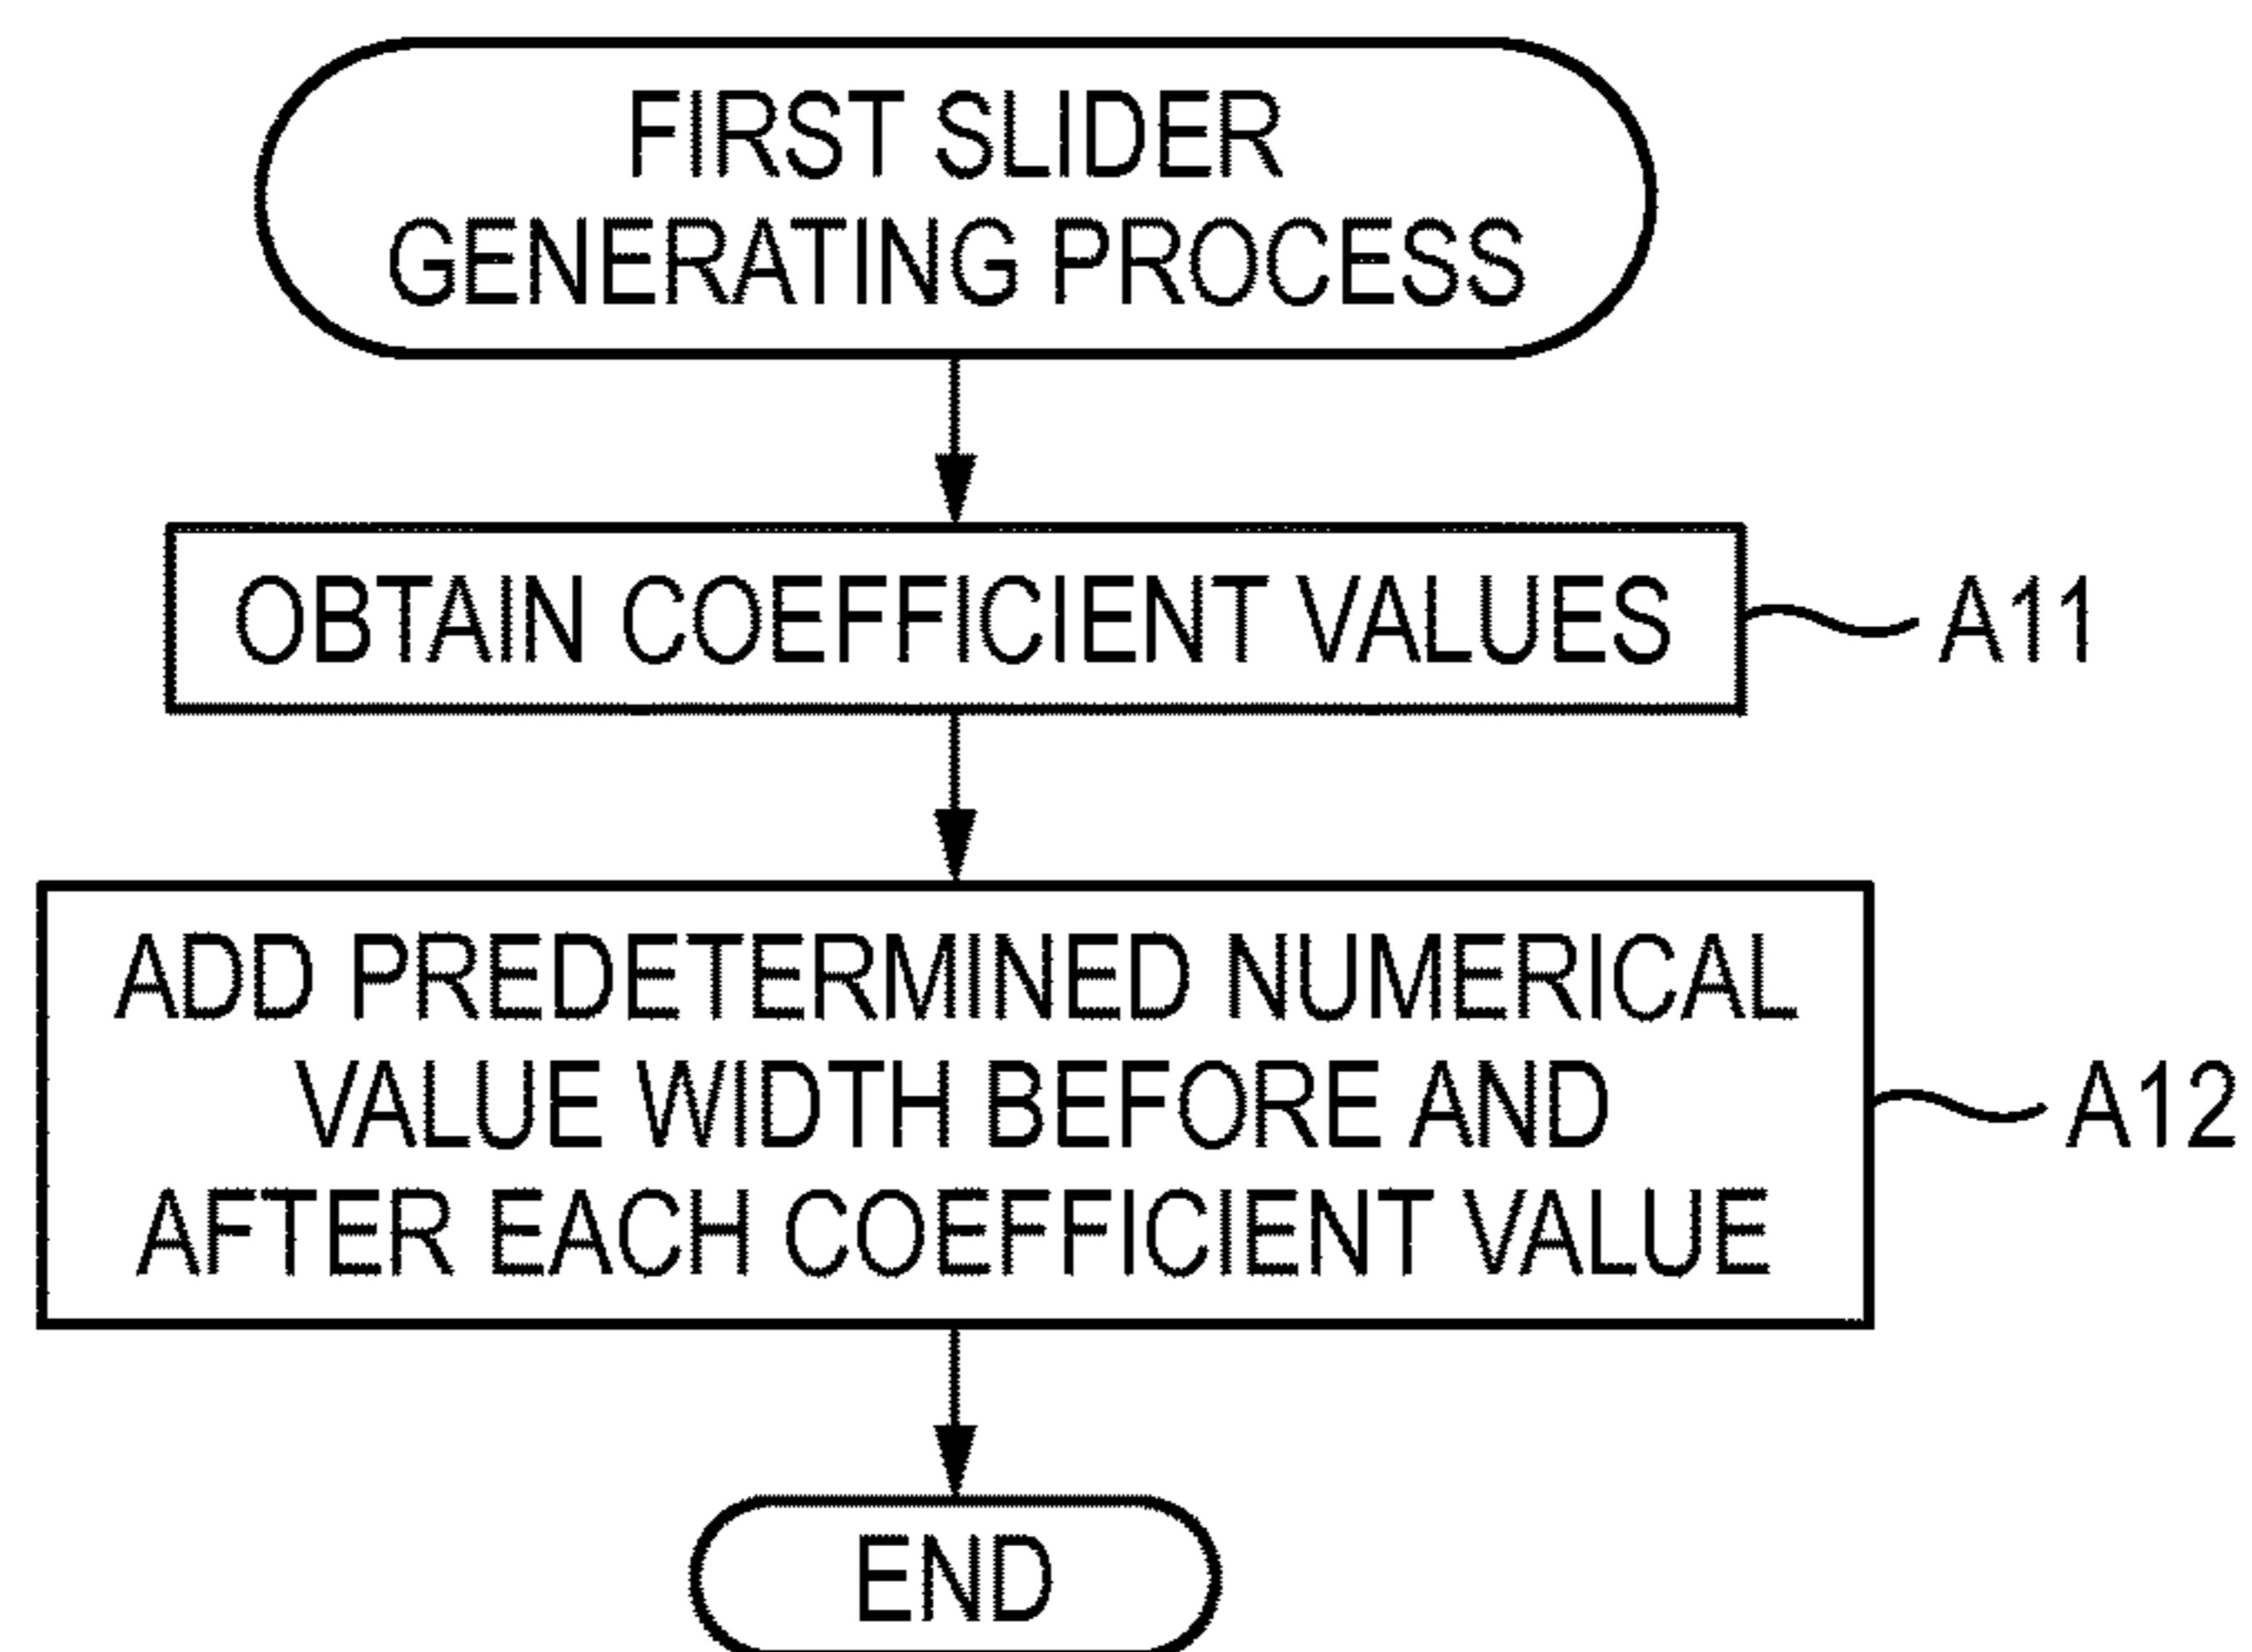 FIRST SLIDER
GENERATING PROCESS
OBTAIN COEFFICIENT VALUES
A11
ADD PREDETERMINED NUMERICAL
VALUE WIDTH BEFORE AND
AFTER EACH COEFFICIENT VALUE
A12
END